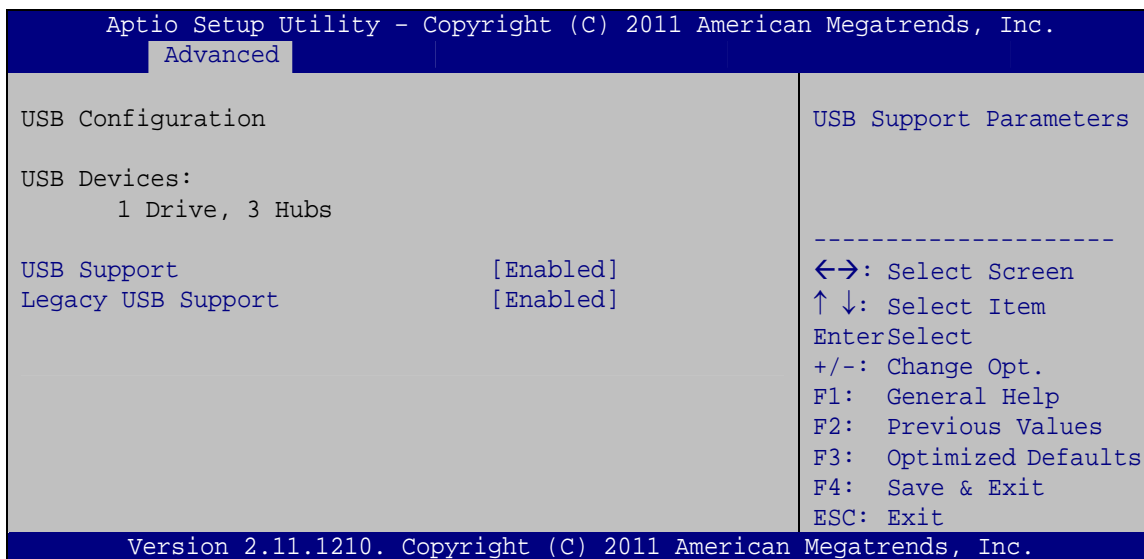 Aptio Setup Utility – Copyright (C) 2011 American Megatrends, Inc.
Advanced
USB Configuration
USB Devices:
1 Drive, 3 Hubs
USB Support [Enabled]
Legacy USB Support [Enabled]
USB Support Parameters
---------------------
←→: Select Screen
↑ ↓: Select Item
EnterSelect
+/-: Change Opt.
F1: General Help
F2: Previous Values
F3: Optimized Defaults
F4: Save & Exit
ESC: Exit
Version 2.11.1210. Copyright (C) 2011 American Megatrends, Inc.